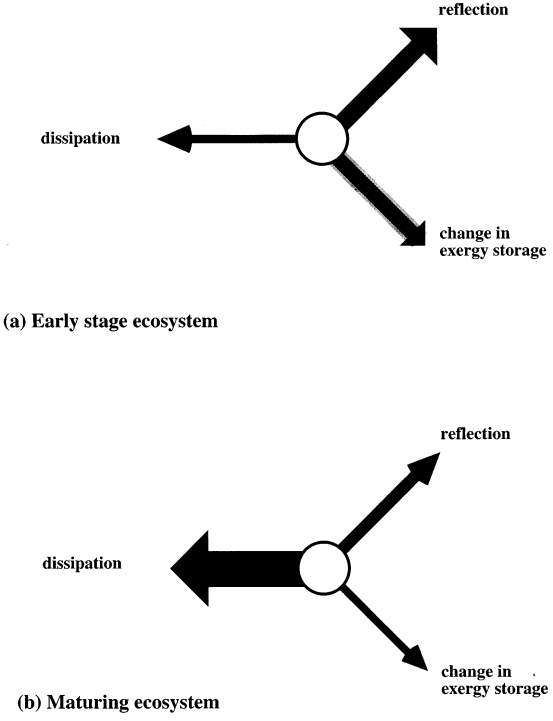 reflection
dissipation
change in
exergy storage
(a) Early stage ecosystem
reflection
dissipation
change in
exergy storage
(b) Maturing ecosystem